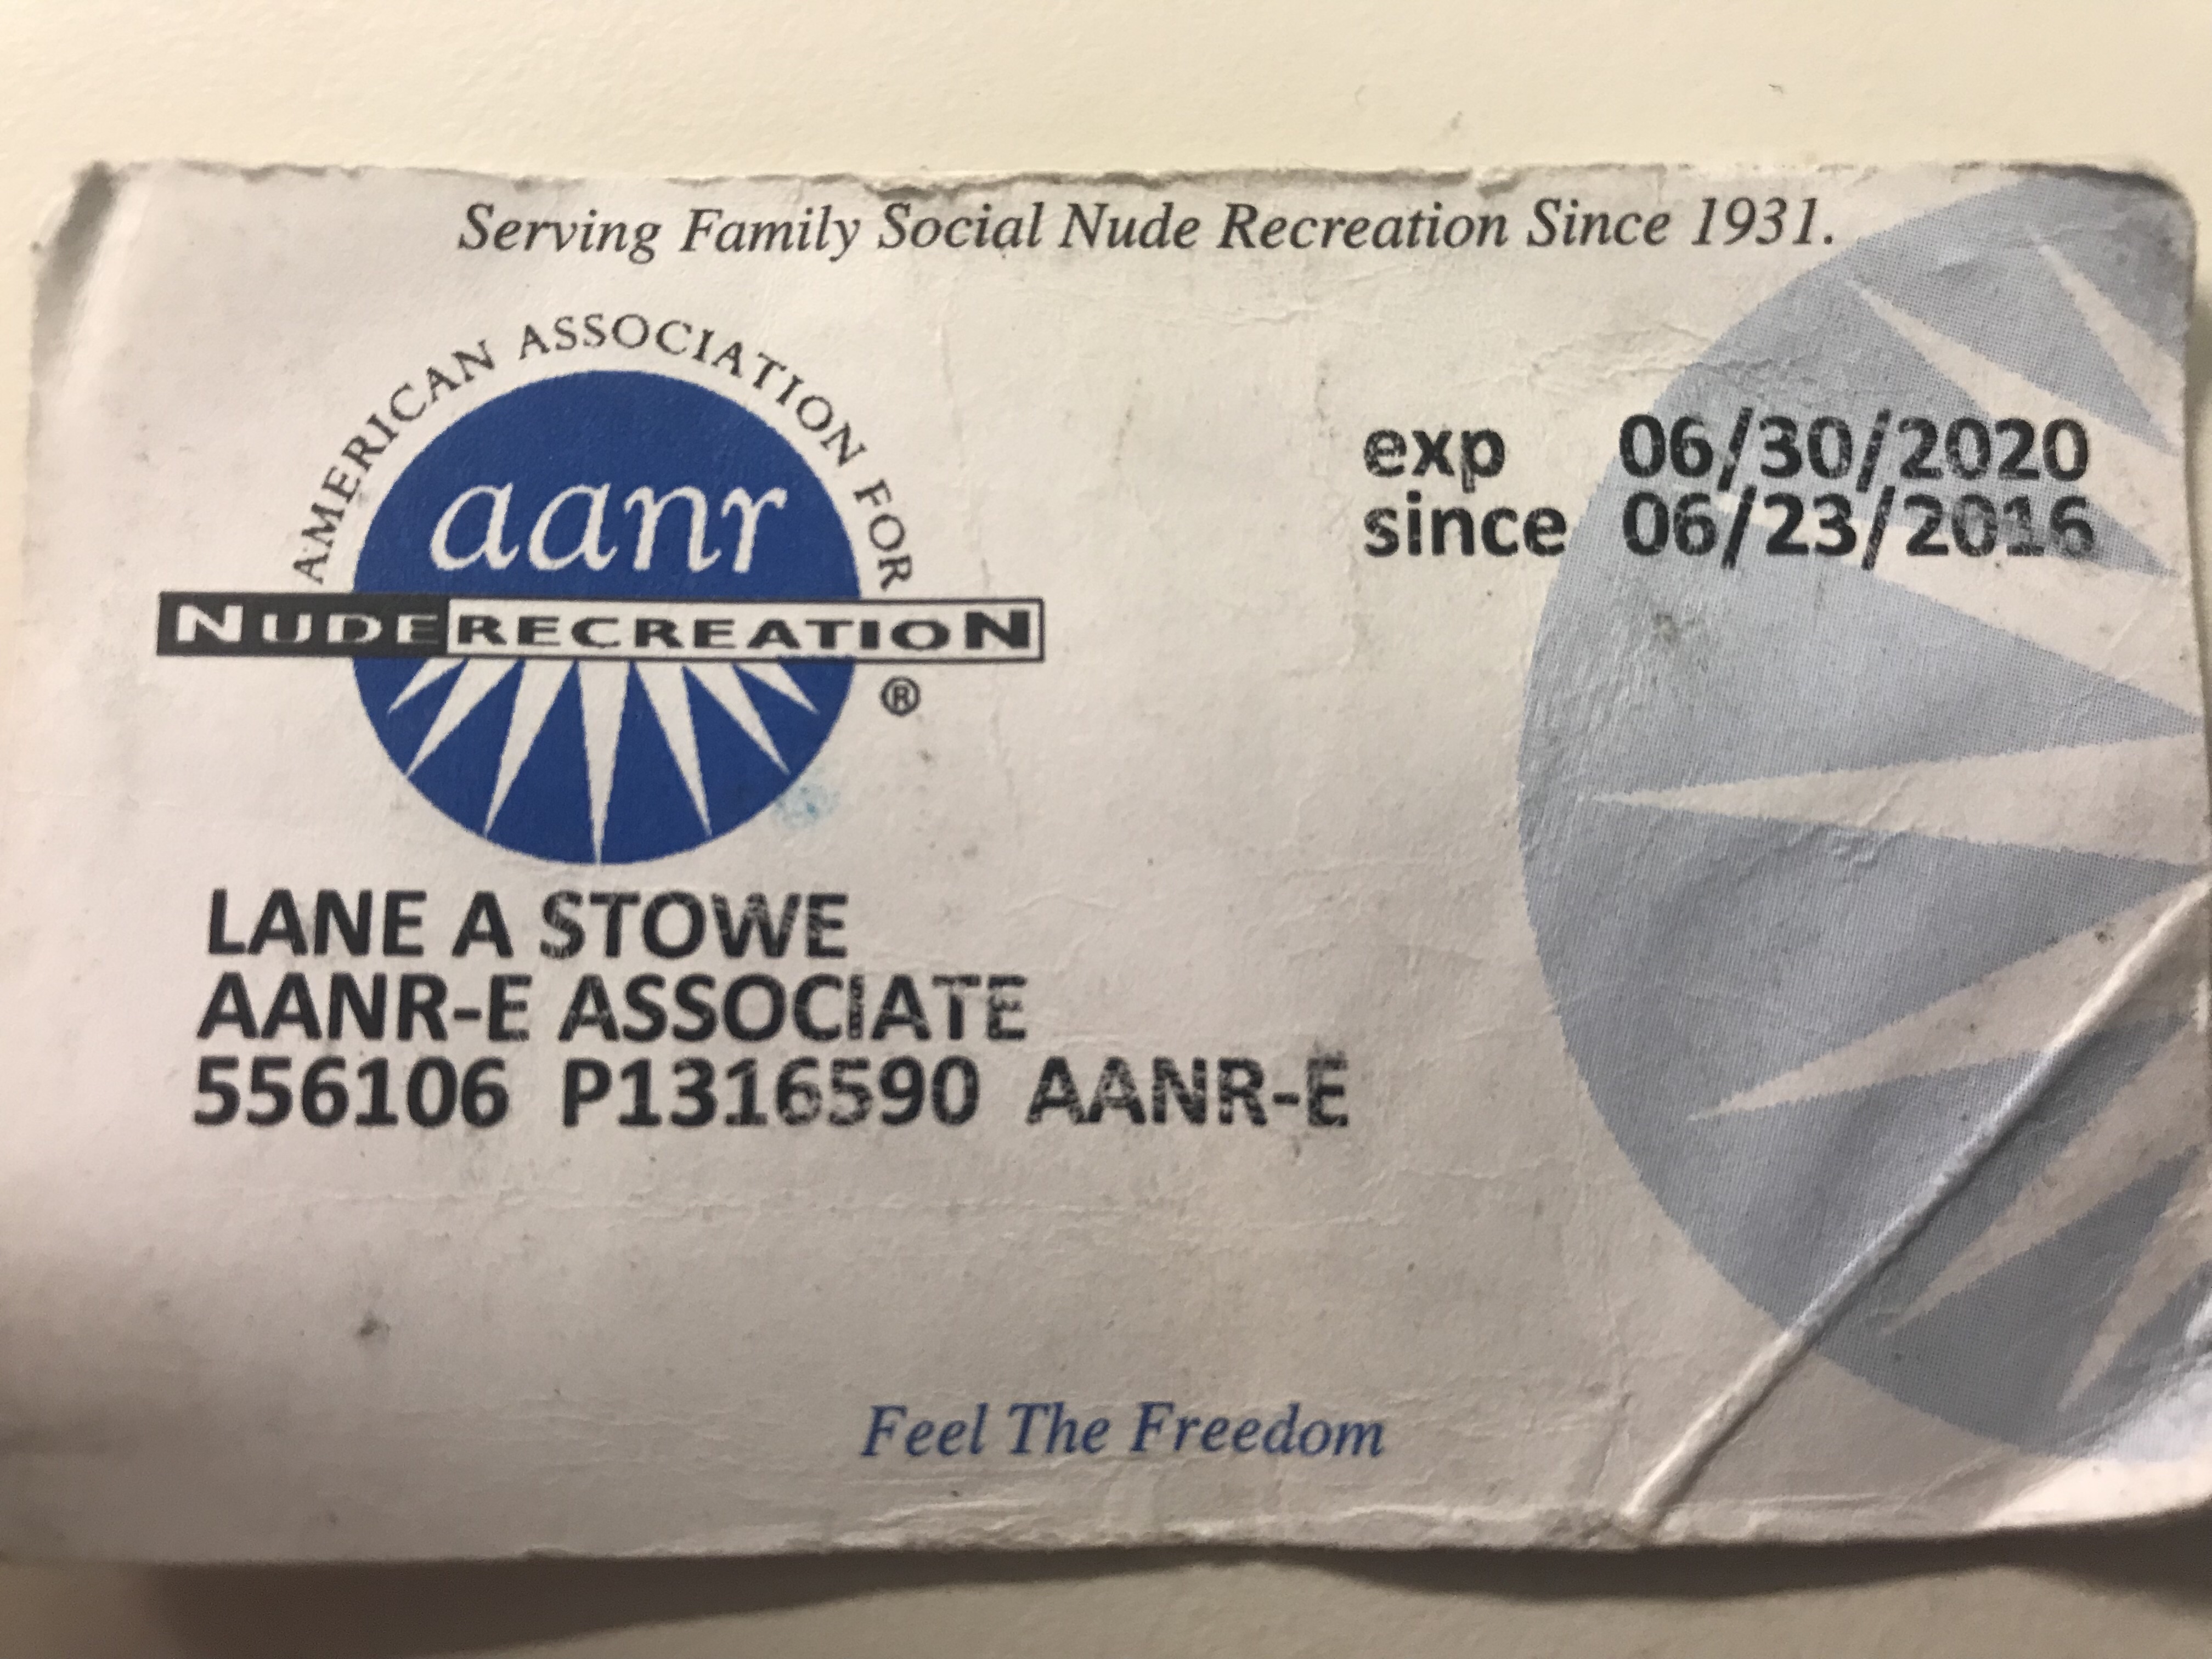 Serving Family Social Nude Recreation Since 1931.
AMERICAN ASSOCIATION FOR
aanr
NUDE RECREATION
®
exp 06/30/2020
since 06/23/2016
LANE A STOWE
AANR-E ASSOCIATE
556106 P1316590 AANR-E
Feel The Freedom